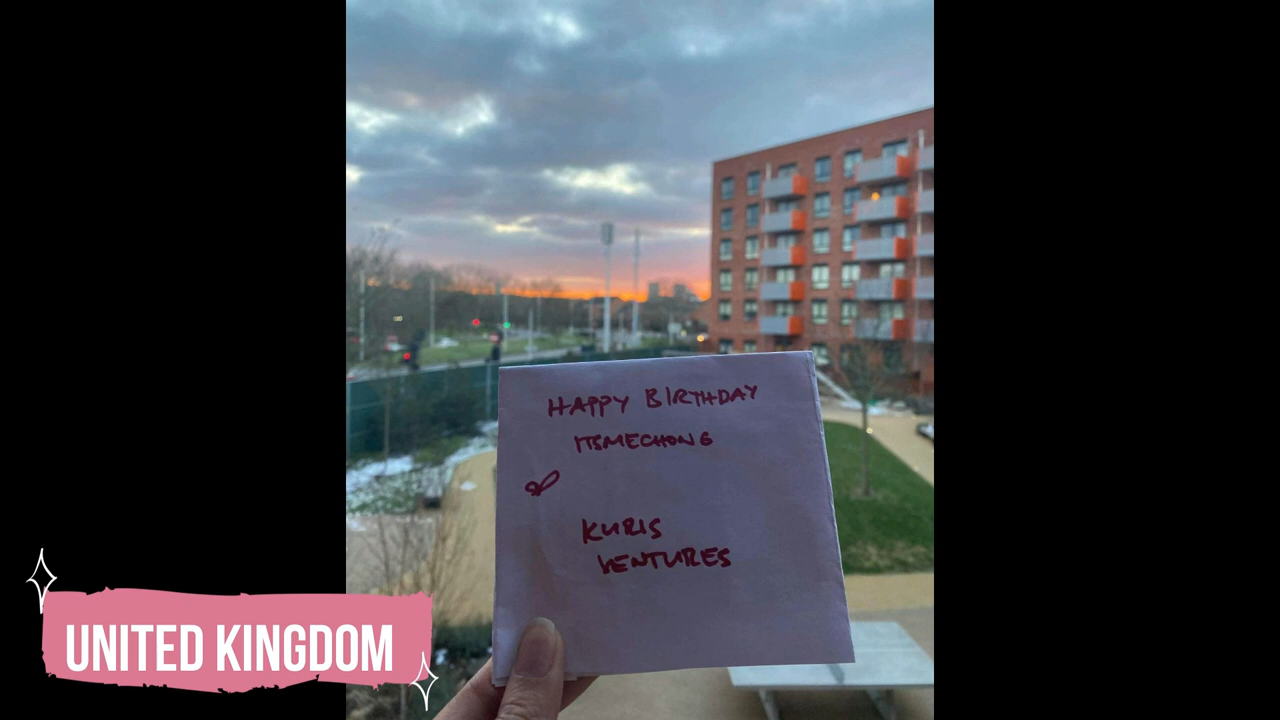 HAPPY BIRTHDAY
ITSMECHONG
KURIS
VENTURES
UNITED KINGDOM